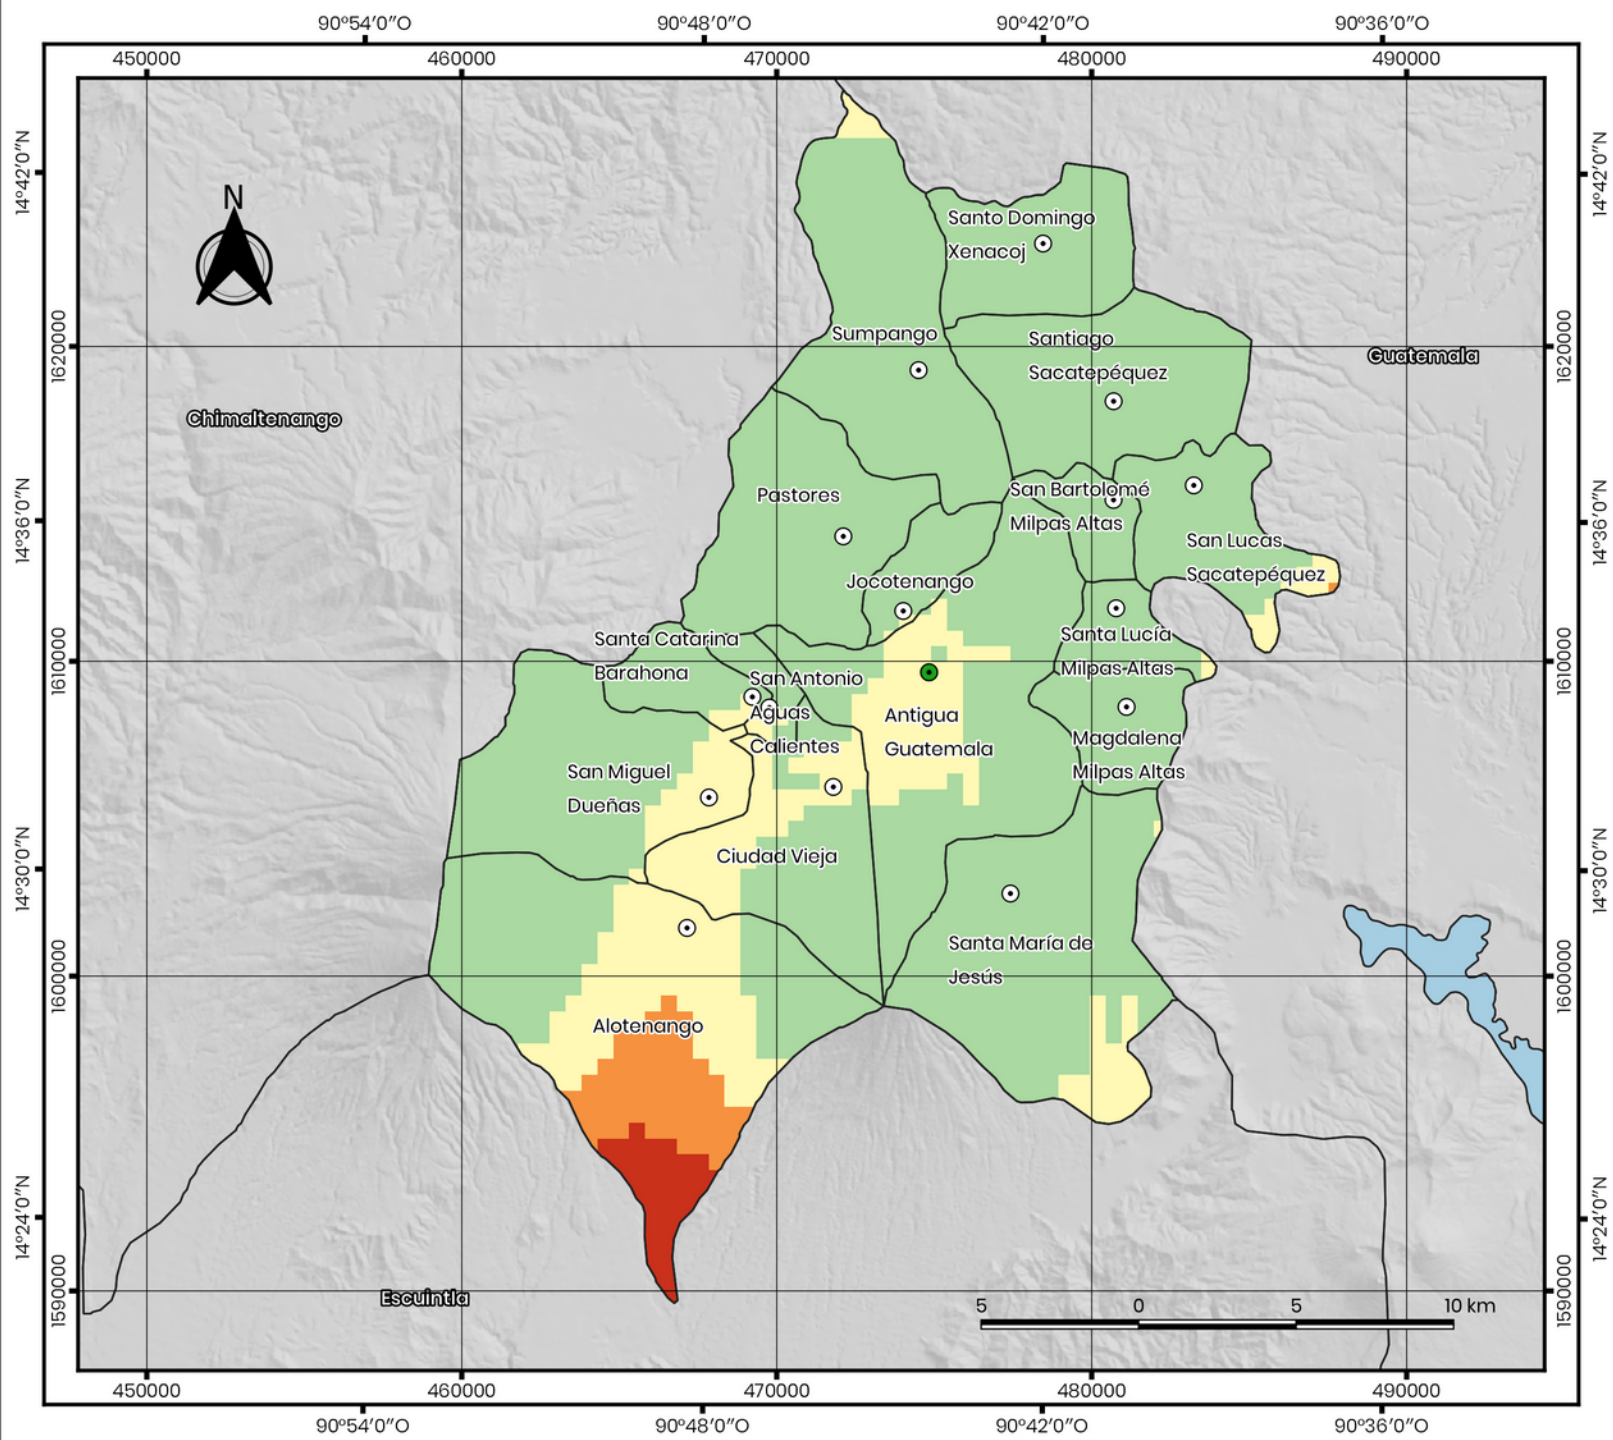 90°54'0"O 90°48'0"O 90°42'0"O 90°36'0"O
450000 460000 470000 480000 490000
14°42'0"N
14°42'0"N
N
Santo Domingo
Xenacoj
Sumpango
Santiago
Sacatepéquez
1620000
1620000
Guatemala
Chimaltenango
Pastores
San Bartolomé
Milpas Altas
14°36'0"N
14°36'0"N
San Lucas
Sacatepéquez
Jocotenango
Santa Catarina
Barahona
Santa Lucía
Milpas Altas
1610000
1610000
San Antonio
Aguas
Calientes
Antigua
Guatemala
Magdalena
Milpas Altas
San Miguel
Dueñas
Ciudad Vieja
14°30'0"N
14°30'0"N
Santa María de
Jesús
1600000
1600000
Alotenango
14°24'0"N
14°24'0"N
Escuintla
1590000
1590000
5 0 5 10 km
450000 460000 470000 480000 490000
90°54'0"O 90°48'0"O 90°42'0"O 90°36'0"O